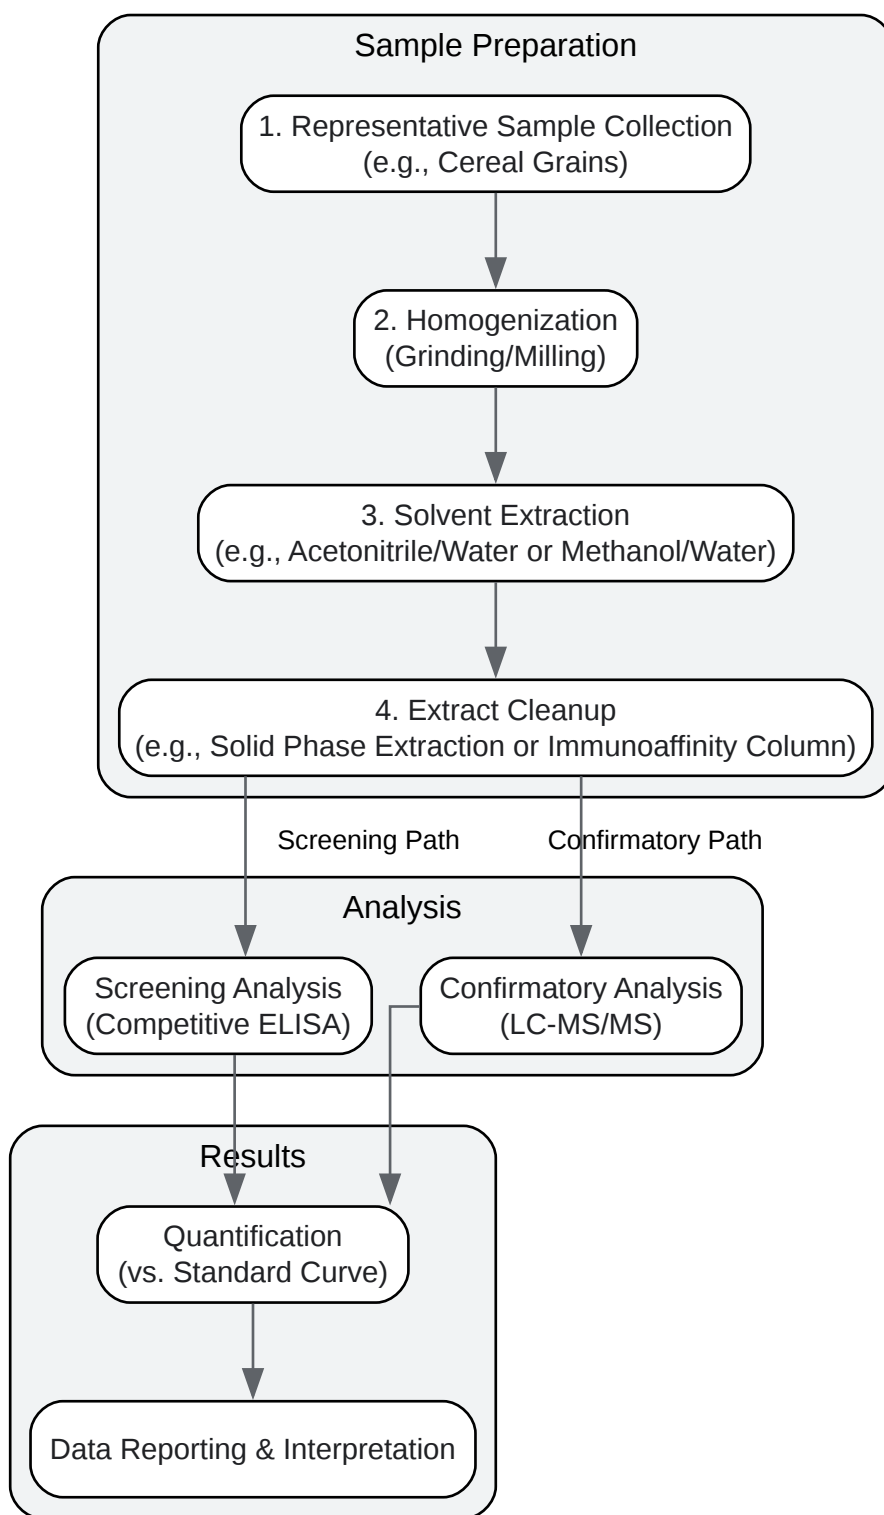 Sample Preparation
1. Representative Sample Collection
(e.g., Cereal Grains)
2. Homogenization
(Grinding/Milling)
3. Solvent Extraction
(e.g., Acetonitrile/Water or Methanol/Water)
4. Extract Cleanup
(e.g., Solid Phase Extraction or Immunoaffinity Column)
Screening Path
Confirmatory Path
Analysis
Screening Analysis
(Competitive ELISA)
Confirmatory Analysis
(LC-MS/MS)
Results
Quantification
(vs. Standard Curve)
Data Reporting & Interpretation